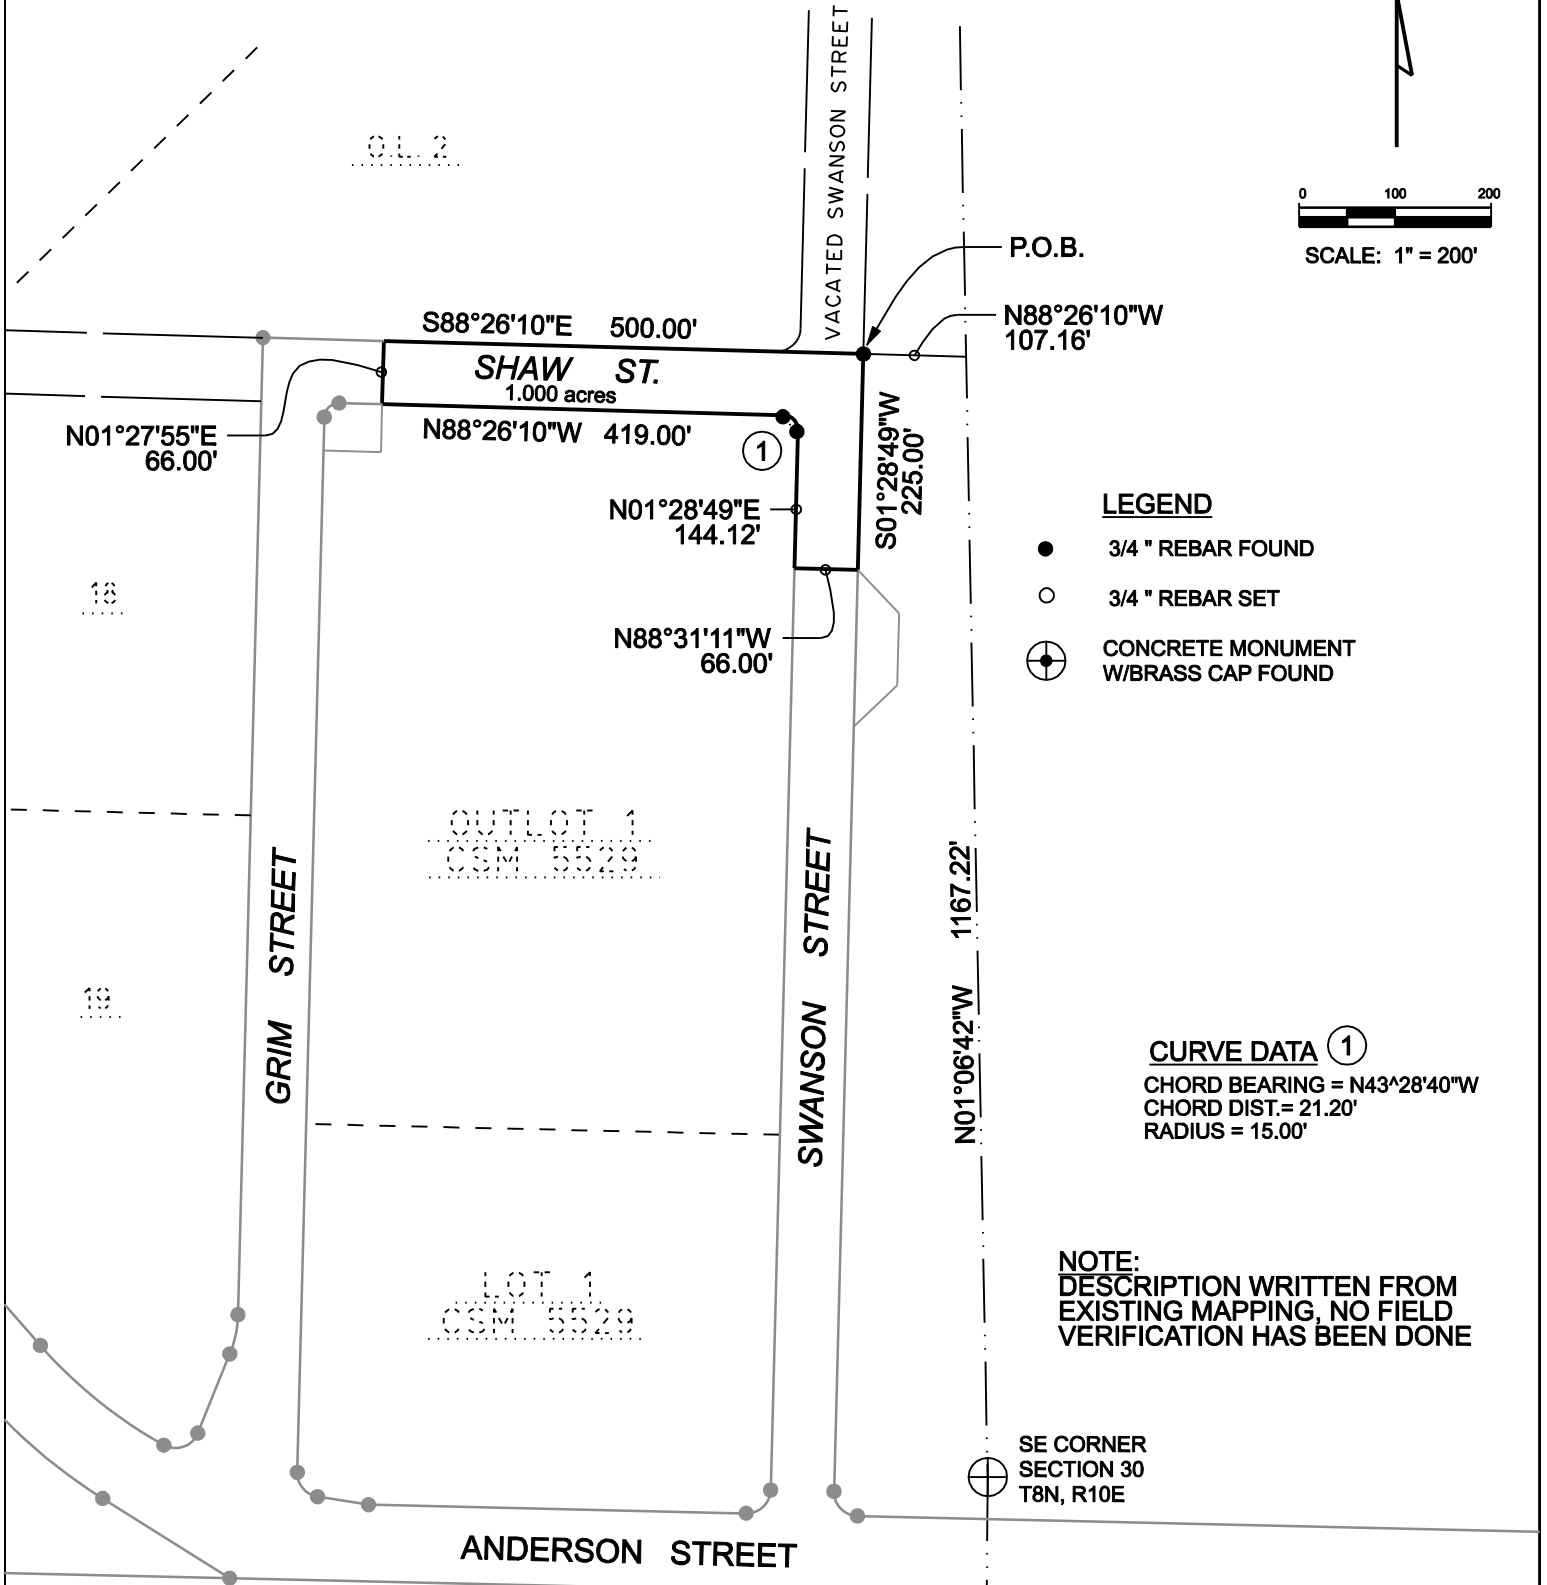 VACATED SWANSON STREET
O.L. 2
0 100 200
SCALE: 1" = 200'
P.O.B.
N88°26'10"W
107.16'
S88°26'10"E 500.00'
SHAW ST.
1.000 acres
N88°26'10"W 419.00'
N01°27'55"E
66.00'
1
S01°28'49"W
225.00'
N01°28'49"E
144.12'
N88°31'11"W
66.00'
LEGEND
3/4 " REBAR FOUND
3/4 " REBAR SET
CONCRETE MONUMENT
W/BRASS CAP FOUND
18
OUTLOT 1
CSM 5529
19
GRIM STREET
SWANSON STREET
N01°06'42"W 1167.22'
CURVE DATA 1
CHORD BEARING = N43^28'40"W
CHORD DIST.= 21.20'
RADIUS = 15.00'
LOT 1
CSM 5529
NOTE:
DESCRIPTION WRITTEN FROM
EXISTING MAPPING, NO FIELD
VERIFICATION HAS BEEN DONE
SE CORNER
SECTION 30
T8N, R10E
ANDERSON STREET